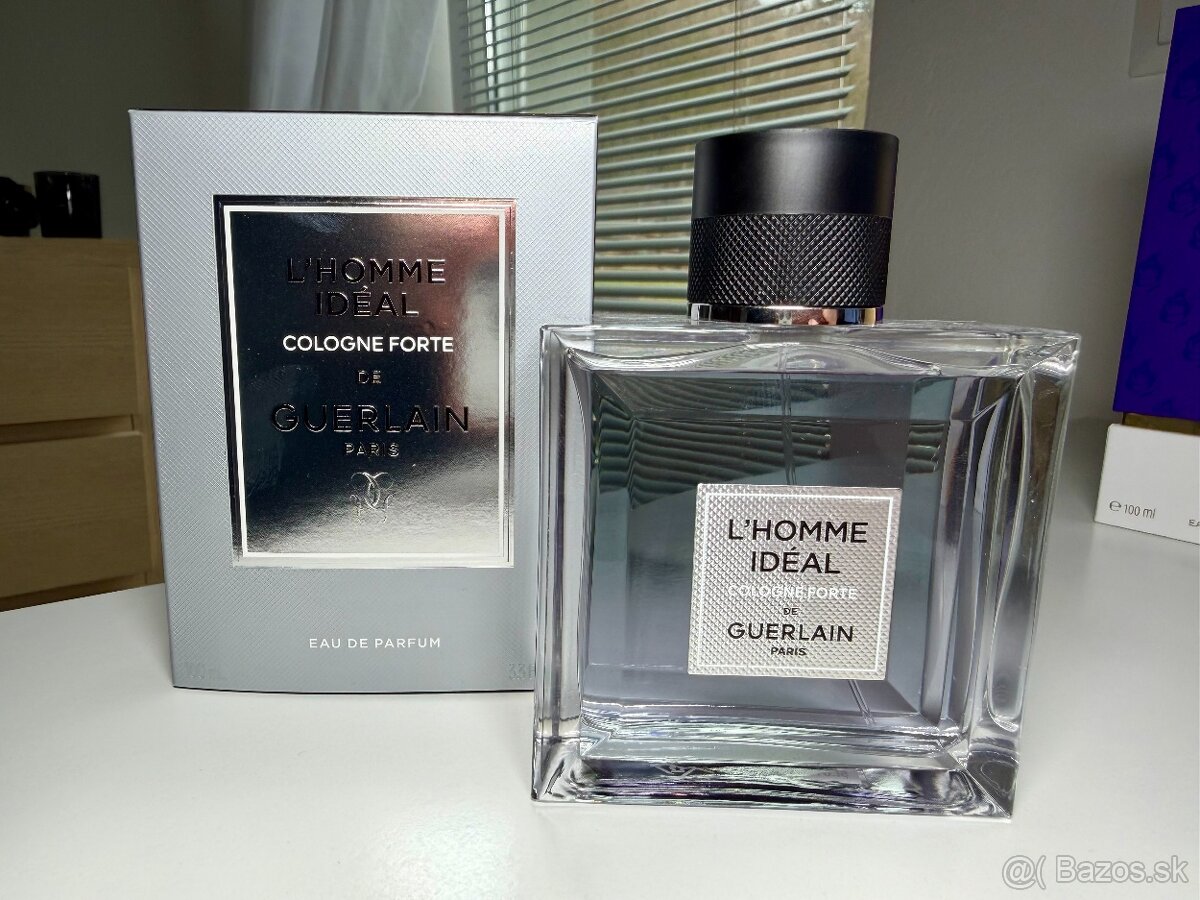 L'HOMME
IDÉAL
COLOGNE FORTE
DE
GUERLAIN
PARIS
EAU DE PARFUM
L'HOMME
IDÉAL
COLOGNE FORTE
DE
GUERLAIN
PARIS
e 100 ml
@( Bazos.sk